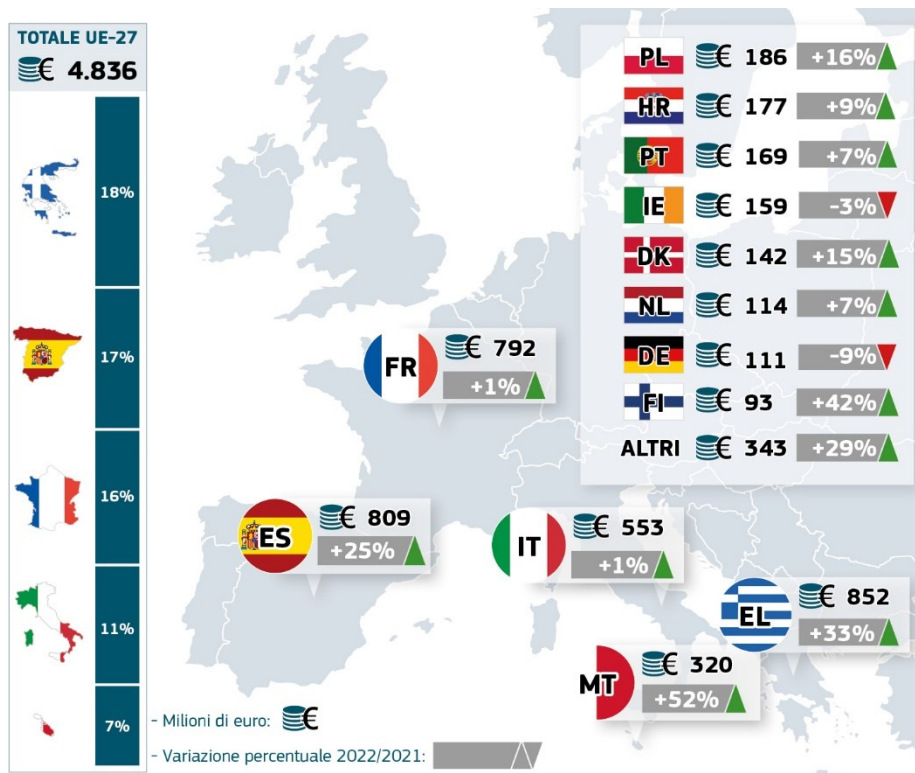 TOTALE UE-27
€ 4.836
18%
17%
16%
11%
7%
PL € 186 +16%
HR € 177 +9%
PT € 169 +7%
IE € 159 -3%
DK € 142 +15%
NL € 114 +7%
DE € 111 -9%
FI € 93 +42%
ALTRI € 343 +29%
FR € 792
+1%
ES € 809
+25%
IT € 553
+1%
EL € 852
+33%
MT € 320
+52%
- Milioni di euro: €
- Variazione percentuale 2022/2021: